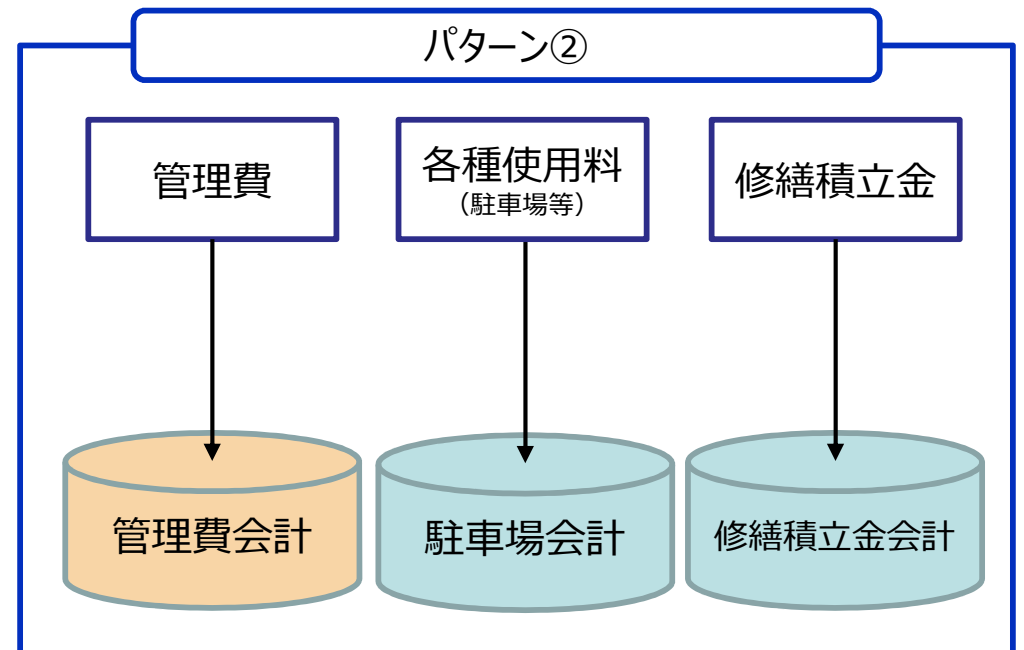 パターン②
管理費
各種使用料
（駐車場等）
修繕積立金
管理費会計
駐車場会計
修繕積立金会計